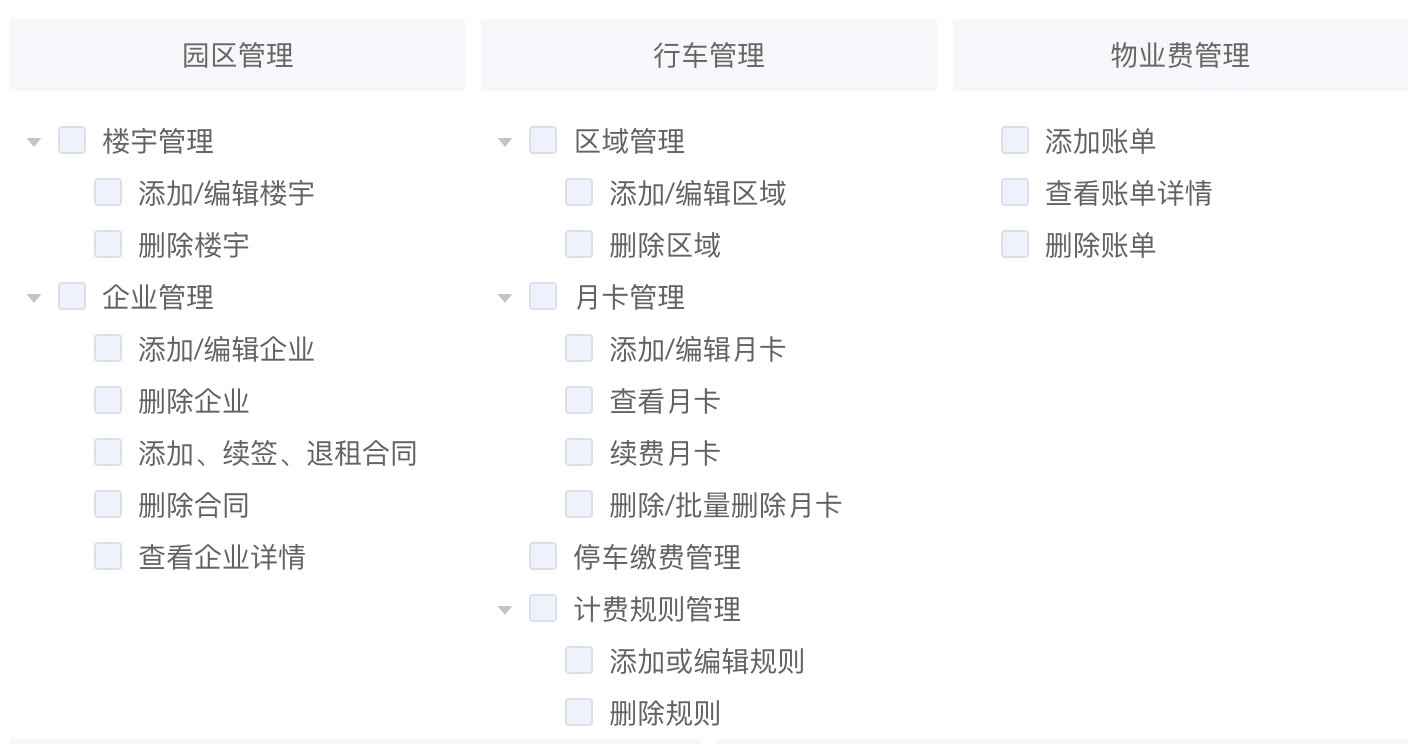 园区管理
楼宇管理
添加/编辑楼宇
删除楼宇
企业管理
添加/编辑企业
删除企业
添加、续签、退租合同
删除合同
查看企业详情
行车管理
区域管理
添加/编辑区域
删除区域
月卡管理
添加/编辑月卡
查看月卡
续费月卡
删除/批量删除月卡
停车缴费管理
计费规则管理
添加或编辑规则
删除规则
物业费管理
添加账单
查看账单详情
删除账单